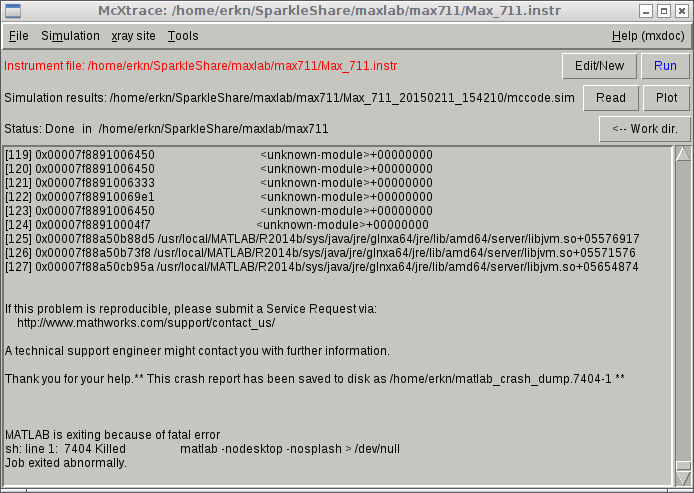 McXtrace: /home/erkn/SparkleShare/maxlab/max711/Max_711.instr
File Simulation xray site Tools Help (mxdoc)
Instrument file: /home/erkn/SparkleShare/maxlab/max711/Max_711.instr Edit/New Run
Simulation results: /home/erkn/SparkleShare/maxlab/max711/Max_711_20150211_154210/mccode.sim Read Plot
Status: Done in /home/erkn/SparkleShare/maxlab/max711 <-- Work dir.
[119] 0x00007f8891006450 <unknown-module>+00000000
[120] 0x00007f8891006450 <unknown-module>+00000000
[121] 0x00007f8891006333 <unknown-module>+00000000
[122] 0x00007f88910069e1 <unknown-module>+00000000
[123] 0x00007f8891006450 <unknown-module>+00000000
[124] 0x00007f88910004f7 <unknown-module>+00000000
[125] 0x00007f88a50b88d5 /usr/local/MATLAB/R2014b/sys/java/jre/glnxa64/jre/lib/amd64/server/libjvm.so+05576917
[126] 0x00007f88a50b73f8 /usr/local/MATLAB/R2014b/sys/java/jre/glnxa64/jre/lib/amd64/server/libjvm.so+05571576
[127] 0x00007f88a50cb95a /usr/local/MATLAB/R2014b/sys/java/jre/glnxa64/jre/lib/amd64/server/libjvm.so+05654874
If this problem is reproducible, please submit a Service Request via:
http://www.mathworks.com/support/contact_us/
A technical support engineer might contact you with further information.
Thank you for your help.** This crash report has been saved to disk as /home/erkn/matlab_crash_dump.7404-1 **
MATLAB is exiting because of fatal error
sh: line 1: 7404 Killed matlab -nodesktop -nosplash > /dev/null
Job exited abnormally.